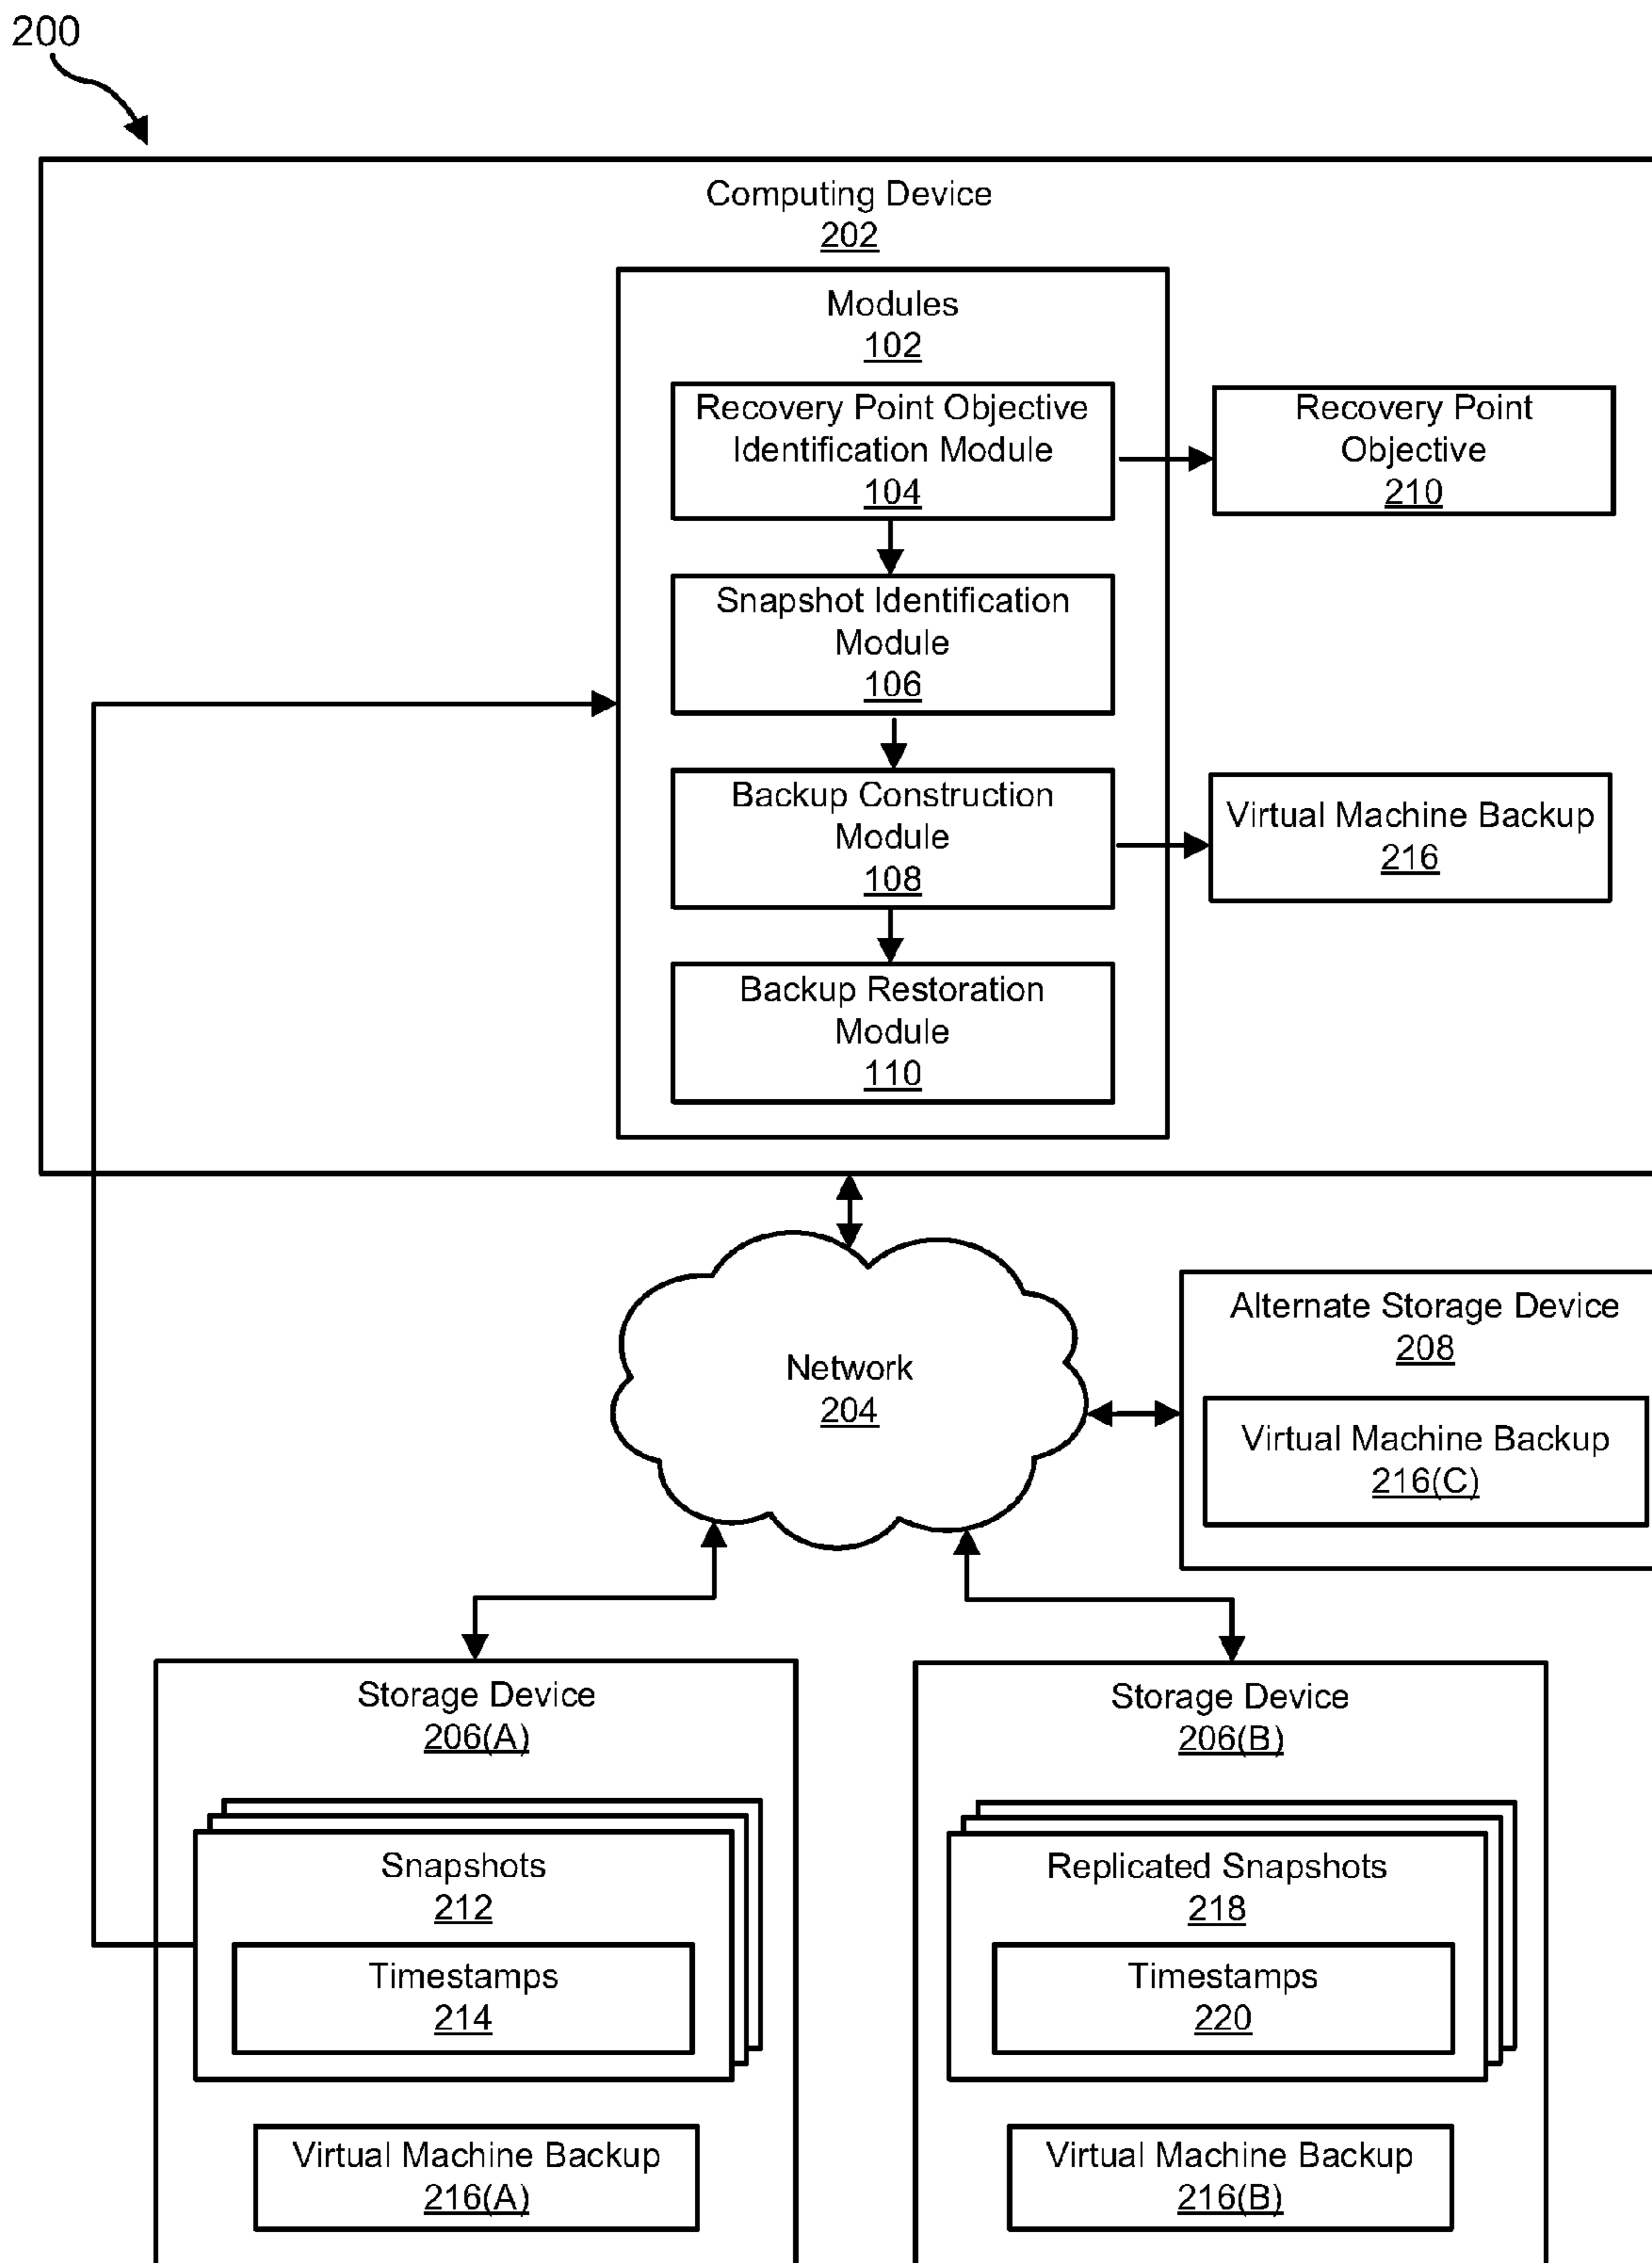 200
Computing Device
202
Modules
102
Recovery Point Objective
Identification Module
104
Recovery Point
Objective
210
Snapshot Identification
Module
106
Backup Construction
Module
108
Virtual Machine Backup
216
Backup Restoration
Module
110
Network
204
Alternate Storage Device
208
Virtual Machine Backup
216(C)
Storage Device
206(A)
Snapshots
212
Timestamps
214
Virtual Machine Backup
216(A)
Storage Device
206(B)
Replicated Snapshots
218
Timestamps
220
Virtual Machine Backup
216(B)